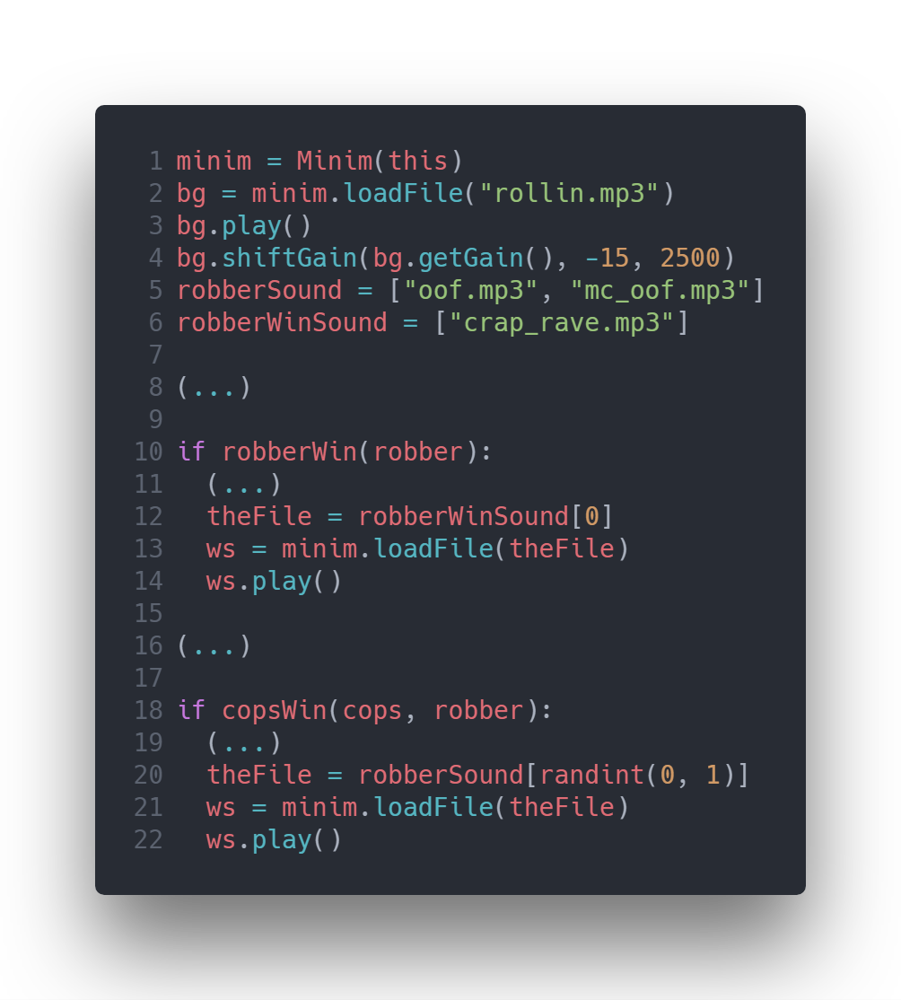 1 minim = Minim(this)
2 bg = minim.loadFile("rollin.mp3")
3 bg.play()
4 bg.shiftGain(bg.getGain(), -15, 2500)
5 robberSound = ["oof.mp3", "mc_oof.mp3"]
6 robberWinSound = ["crap_rave.mp3"]
7
8 (...)
9
10 if robberWin(robber):
11   (...)
12   theFile = robberWinSound[0]
13   ws = minim.loadFile(theFile)
14   ws.play()
15
16 (...)
17
18 if copsWin(cops, robber):
19   (...)
20   theFile = robberSound[randint(0, 1)]
21   ws = minim.loadFile(theFile)
22   ws.play()